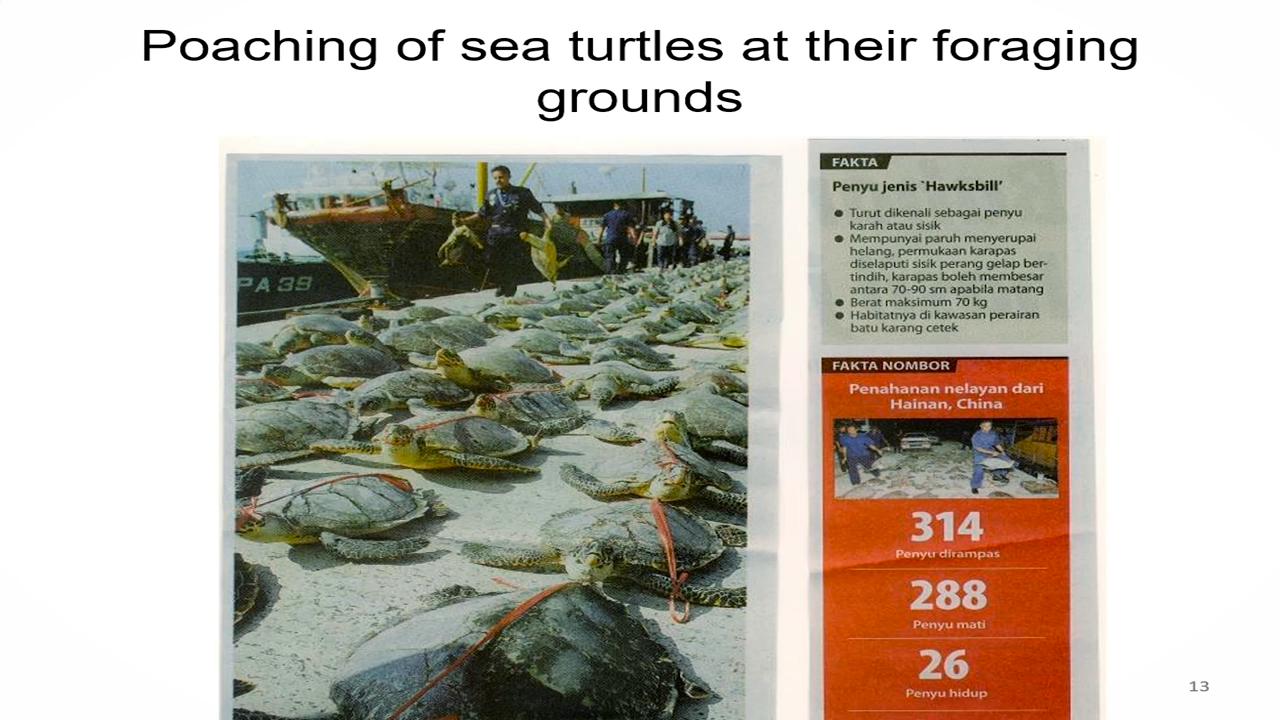 Poaching of sea turtles at their foraging
grounds
PA 39
FAKTA
Penyu jenis `Hawksbill'
● Turut dikenali sebagai penyu
karah atau sisik
● Mempunyai paruh menyerupai
helang, permukaan karapas
diselaputi sisik perang gelap ber-
tindih, karapas boleh membesar
antara 70-90 sm apabila matang
● Berat maksimum 70 kg
● Habitatnya di kawasan perairan
batu karang cetek
FAKTA NOMBOR
Penahanan nelayan dari
Hainan, China
314
Penyu dirampas
288
Penyu mati
26
Penyu hidup
13